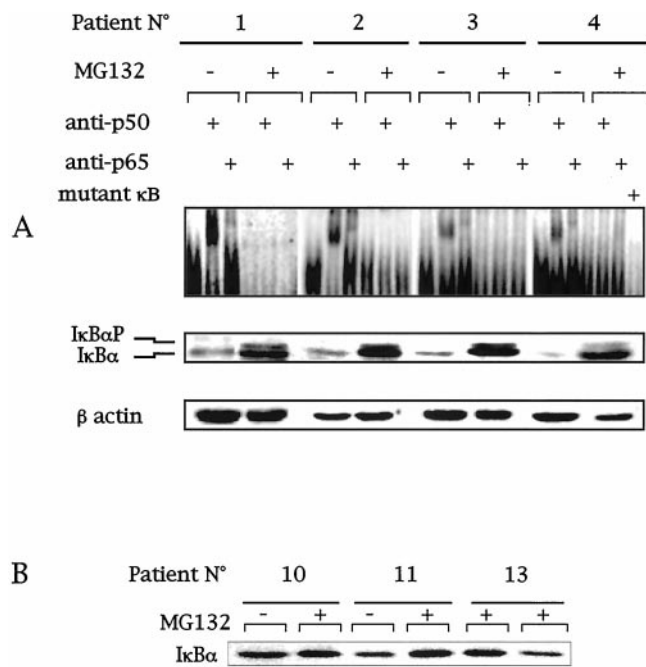 Patient N° 1 2 3 4
MG132 - + - + - + - +
anti-p50 + + + + + + + +
anti-p65 + + + + + + + +
mutant κB +
A
IκBαP
IκBα
β actin
B Patient N° 10 11 13
MG132 - + - + + +
IκBα